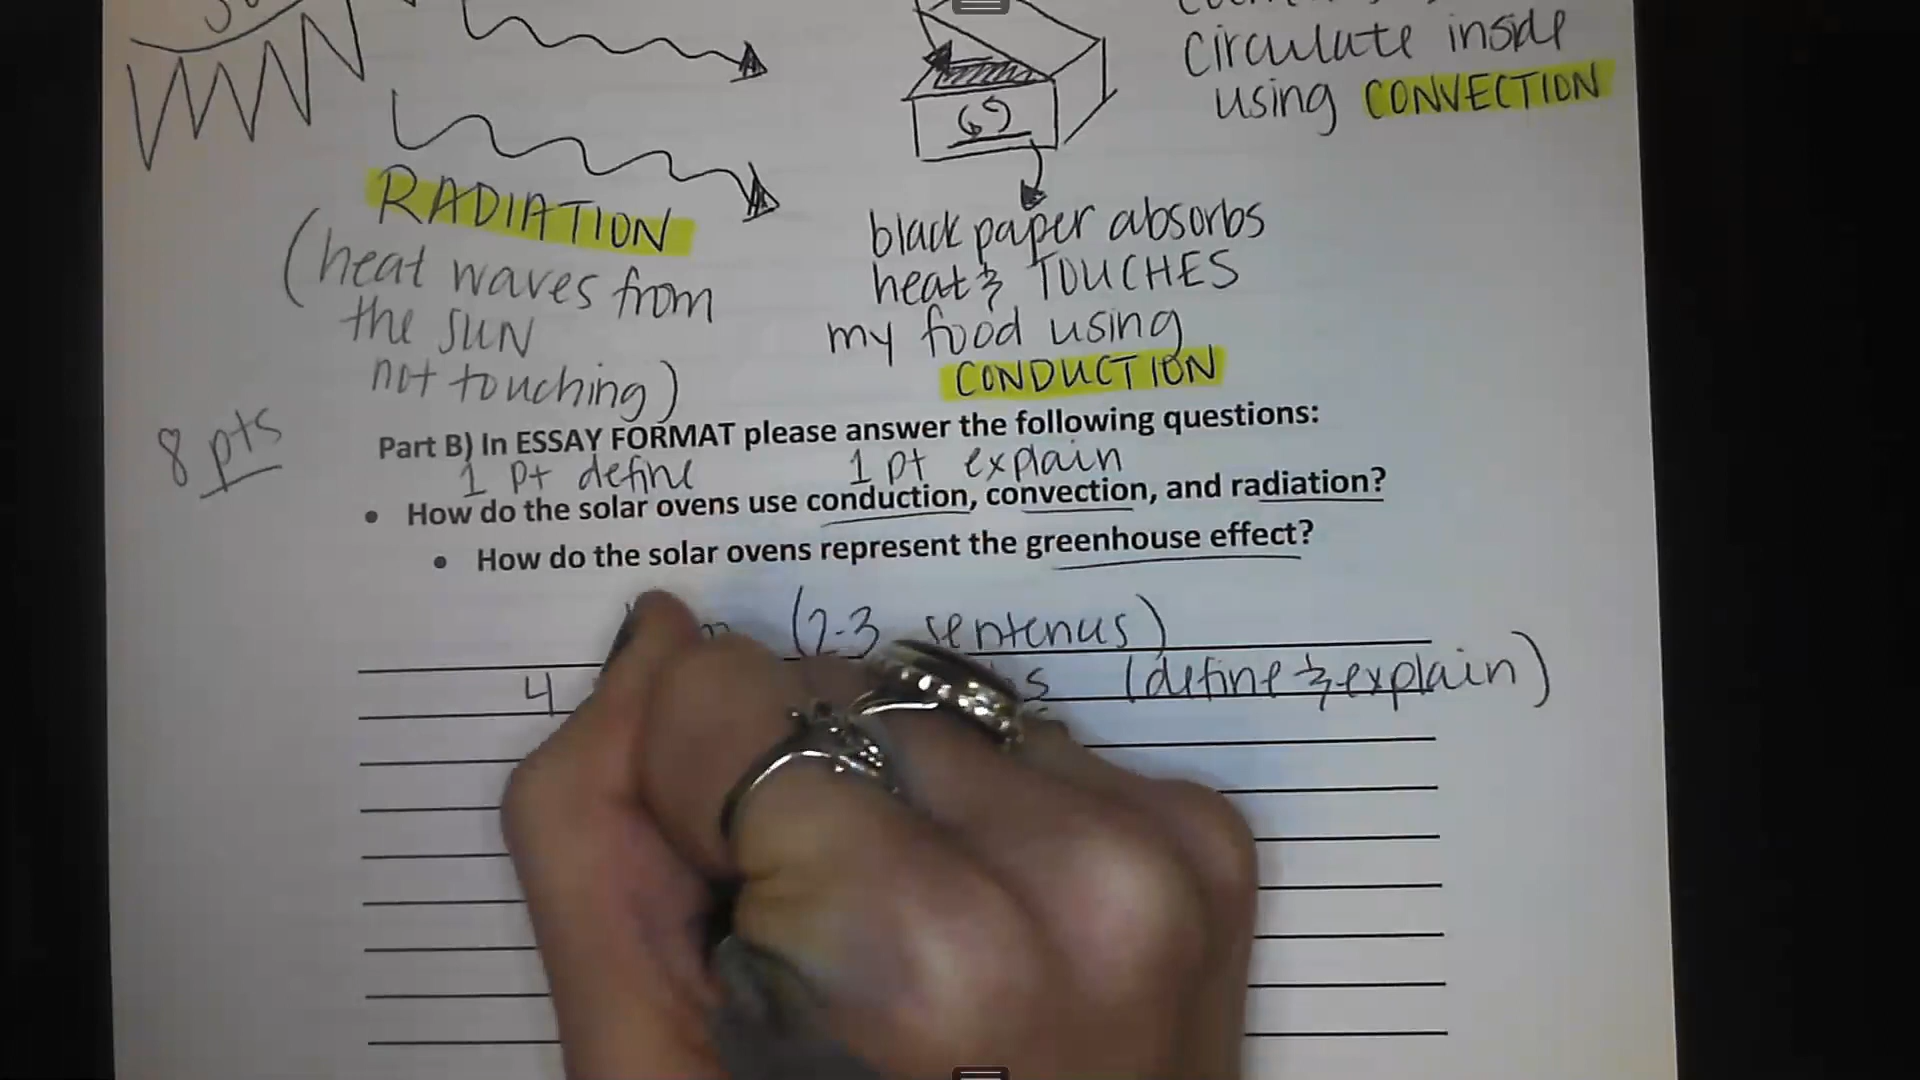 circulate inside
using CONVECTION
RADIATION
(heat waves from
the SUN
not touching)
black paper absorbs
heat & TOUCHES
my food using
CONDUCTION
8 pts
Part B) In ESSAY FORMAT please answer the following questions:
1 pt define 1 pt explain
• How do the solar ovens use conduction, convection, and radiation?
• How do the solar ovens represent the greenhouse effect?
(2-3 sentences)
4 (define & explain)